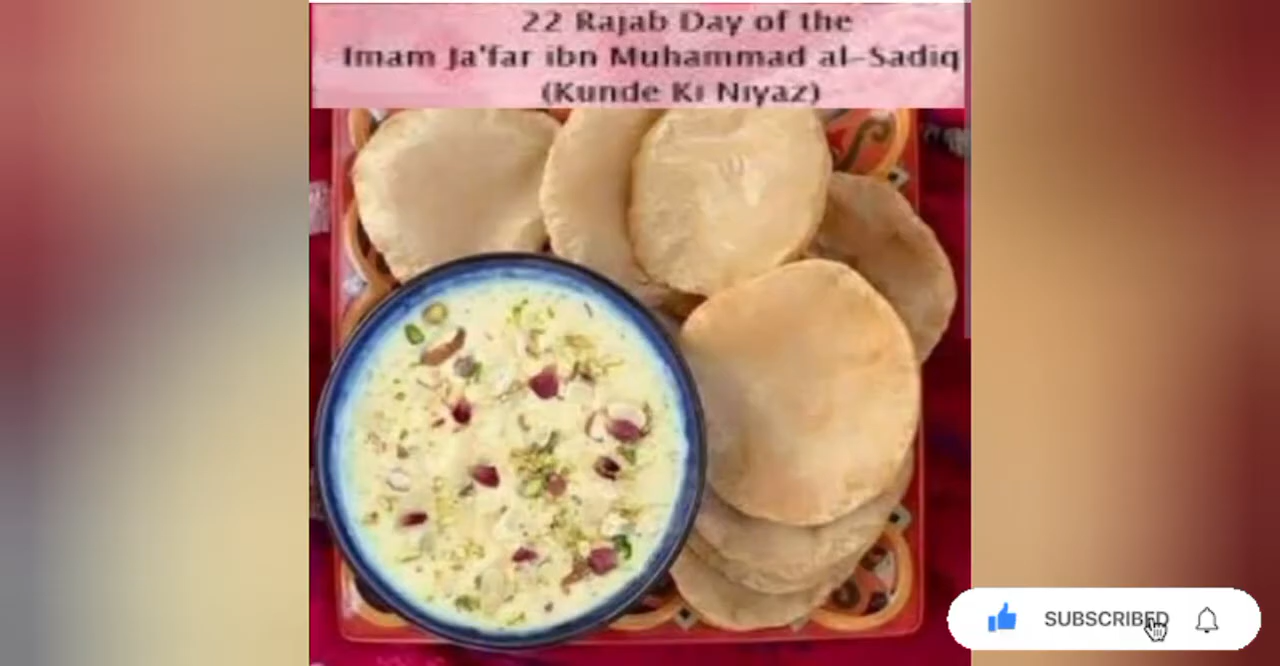 22 Rajab Day of the
Imam Ja'far ibn Muhammad al-Sadiq
(Kunde Ki Niyaz)
SUBSCRIBED